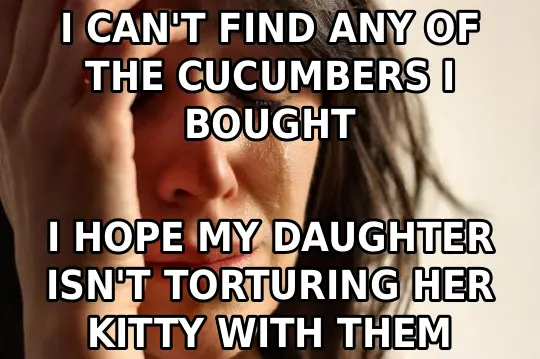 I CAN'T FIND ANY OF
THE CUCUMBERS I
BOUGHT
I HOPE MY DAUGHTER
ISN'T TORTURING HER
KITTY WITH THEM